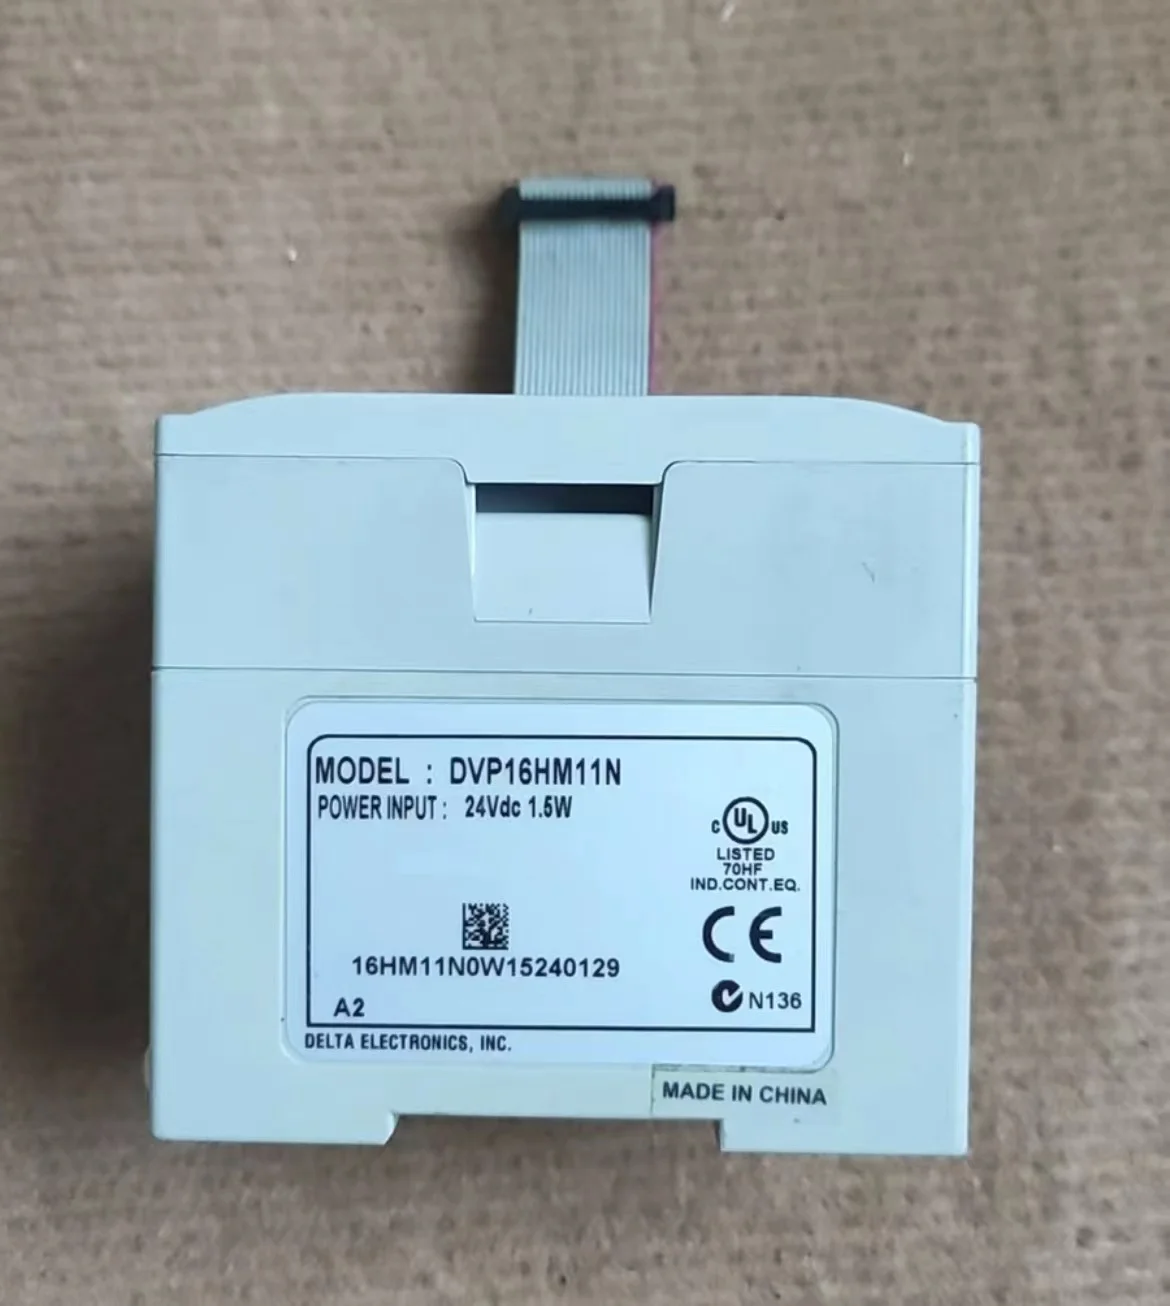 MODEL : DVP16HM11N
POWER INPUT : 24Vdc 1.5W
C UL US
LISTED
70HF
IND.CONT.EQ.
CE
16HM11N0W15240129
N136
A2
DELTA ELECTRONICS, INC.
MADE IN CHINA